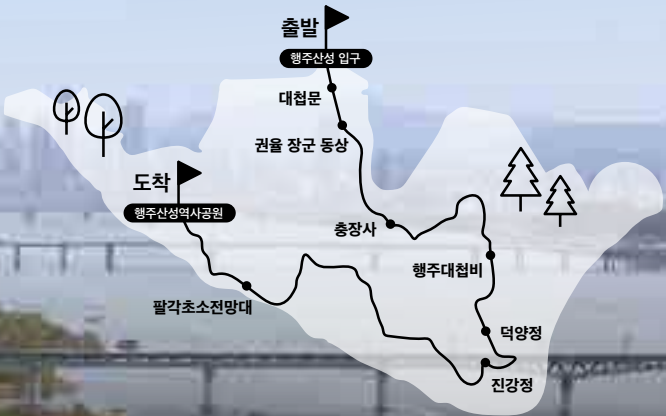 출발
행주산성 입구
대첩문
권율 장군 동상
도착
행주산성역사공원
충장사
행주대첩비
팔각초소전망대
덕양정
진강정